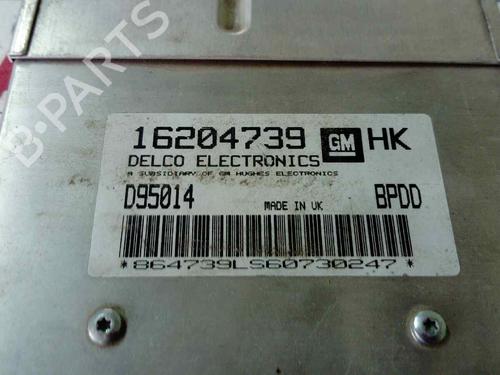 B-PARTS
16204739 GM HK
DELCO ELECTRONICS
A SUBSIDIARY OF GM HUGHES ELECTRONICS
D95014 MADE IN UK BPDD
*864739LS60730247*